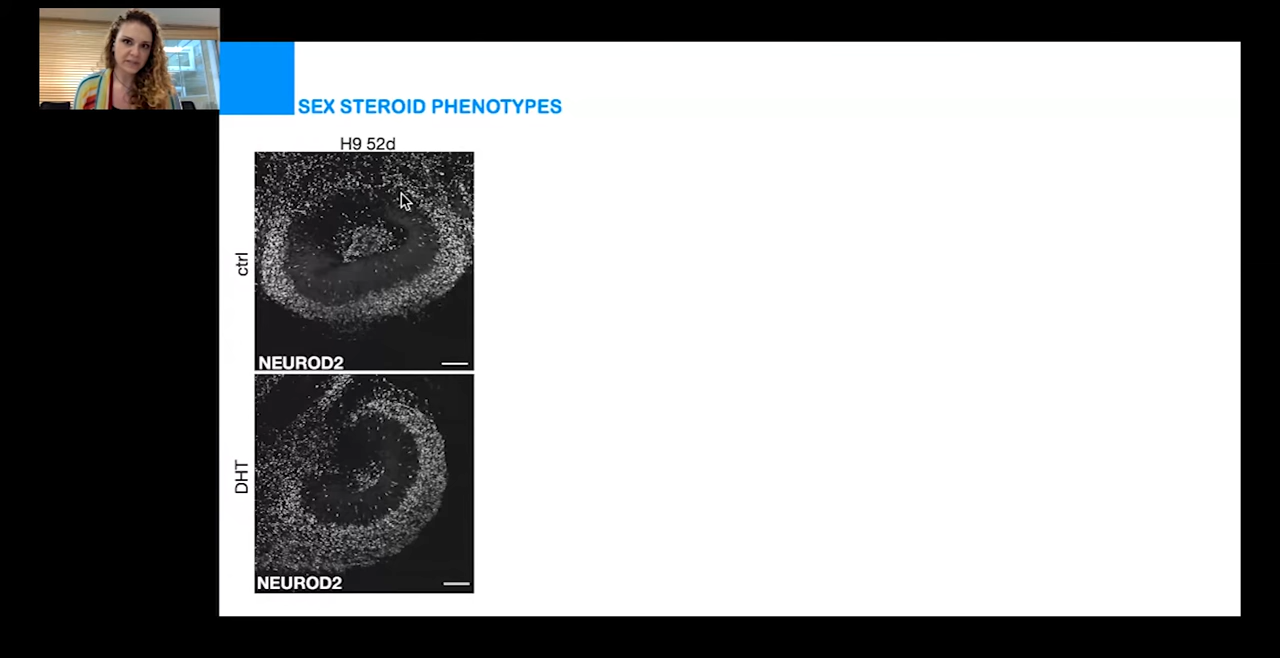 SEX STEROID PHENOTYPES
H9 52d
ctrl
NEUROD2
DHT
NEUROD2